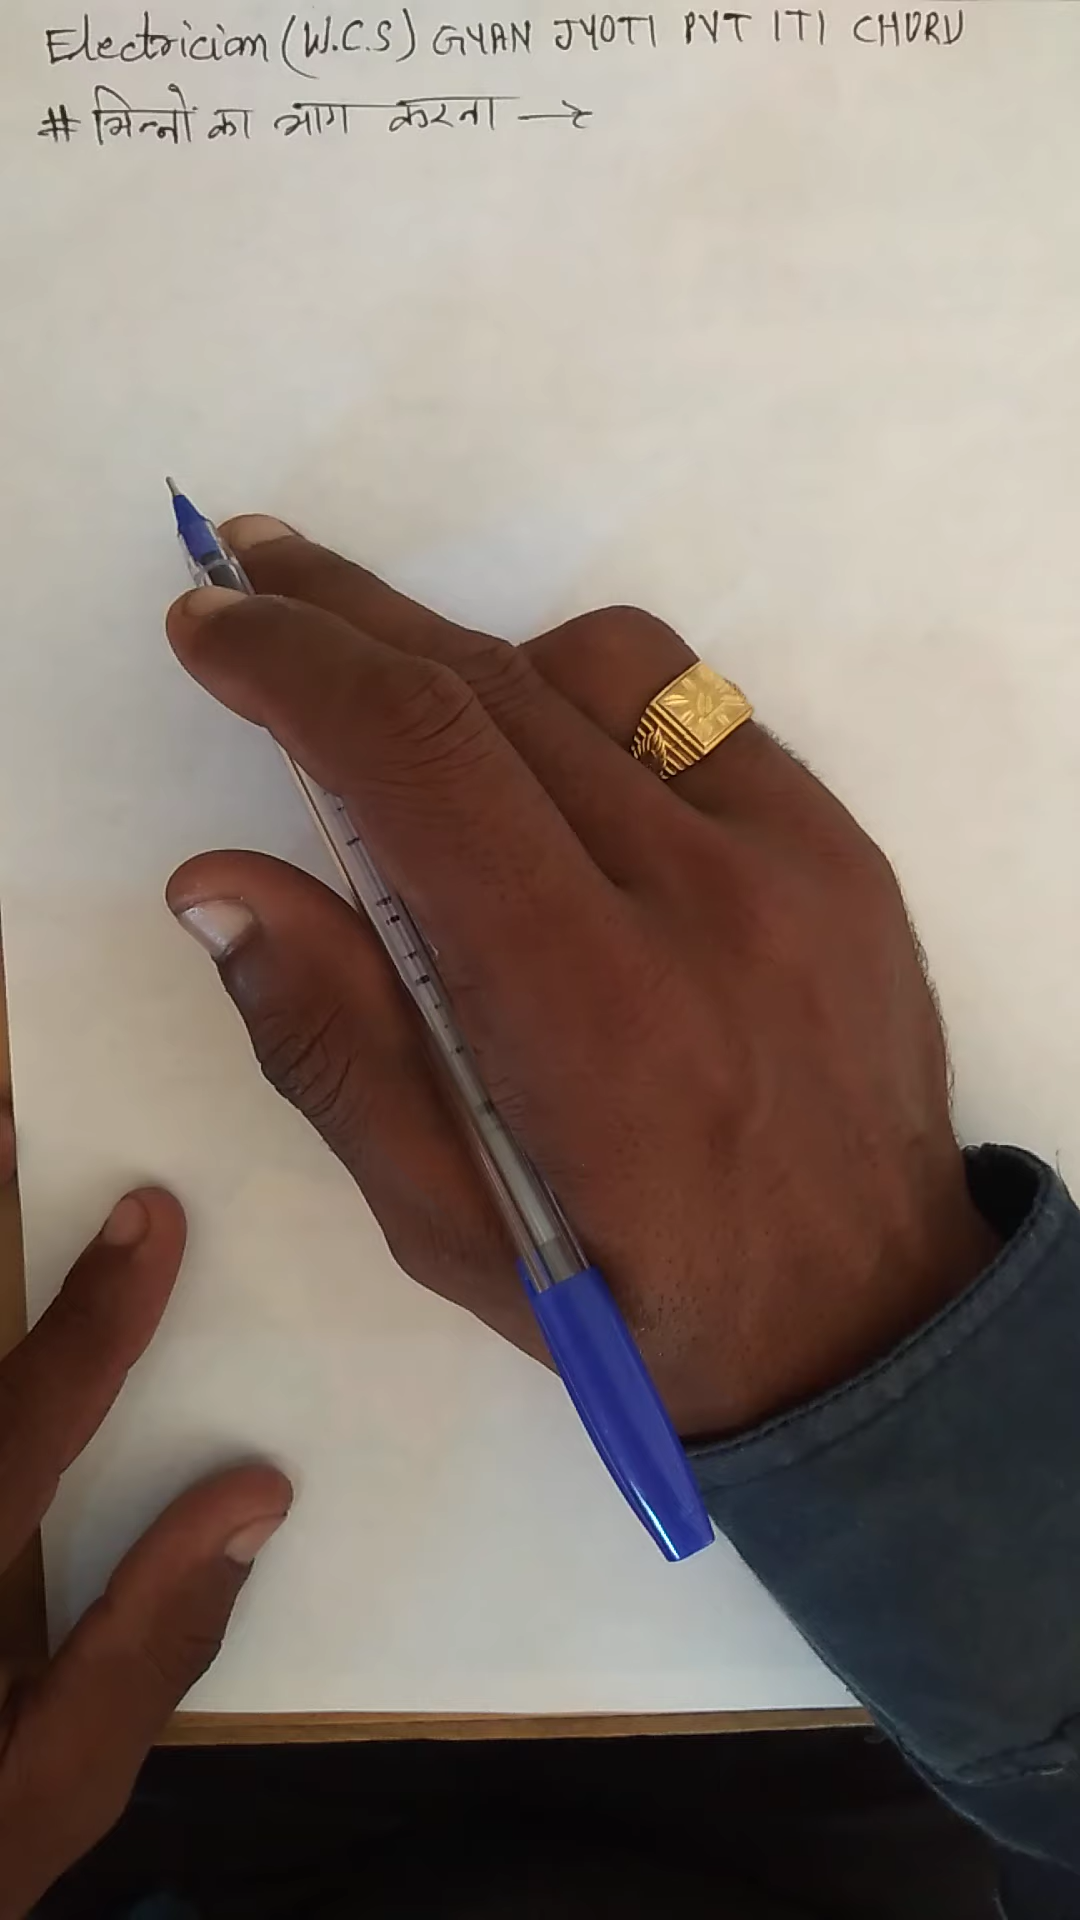 Electrician (W.C.S) GYAN JYOTI PVT ITI CHURU
# भिन्नों का भाग करना →